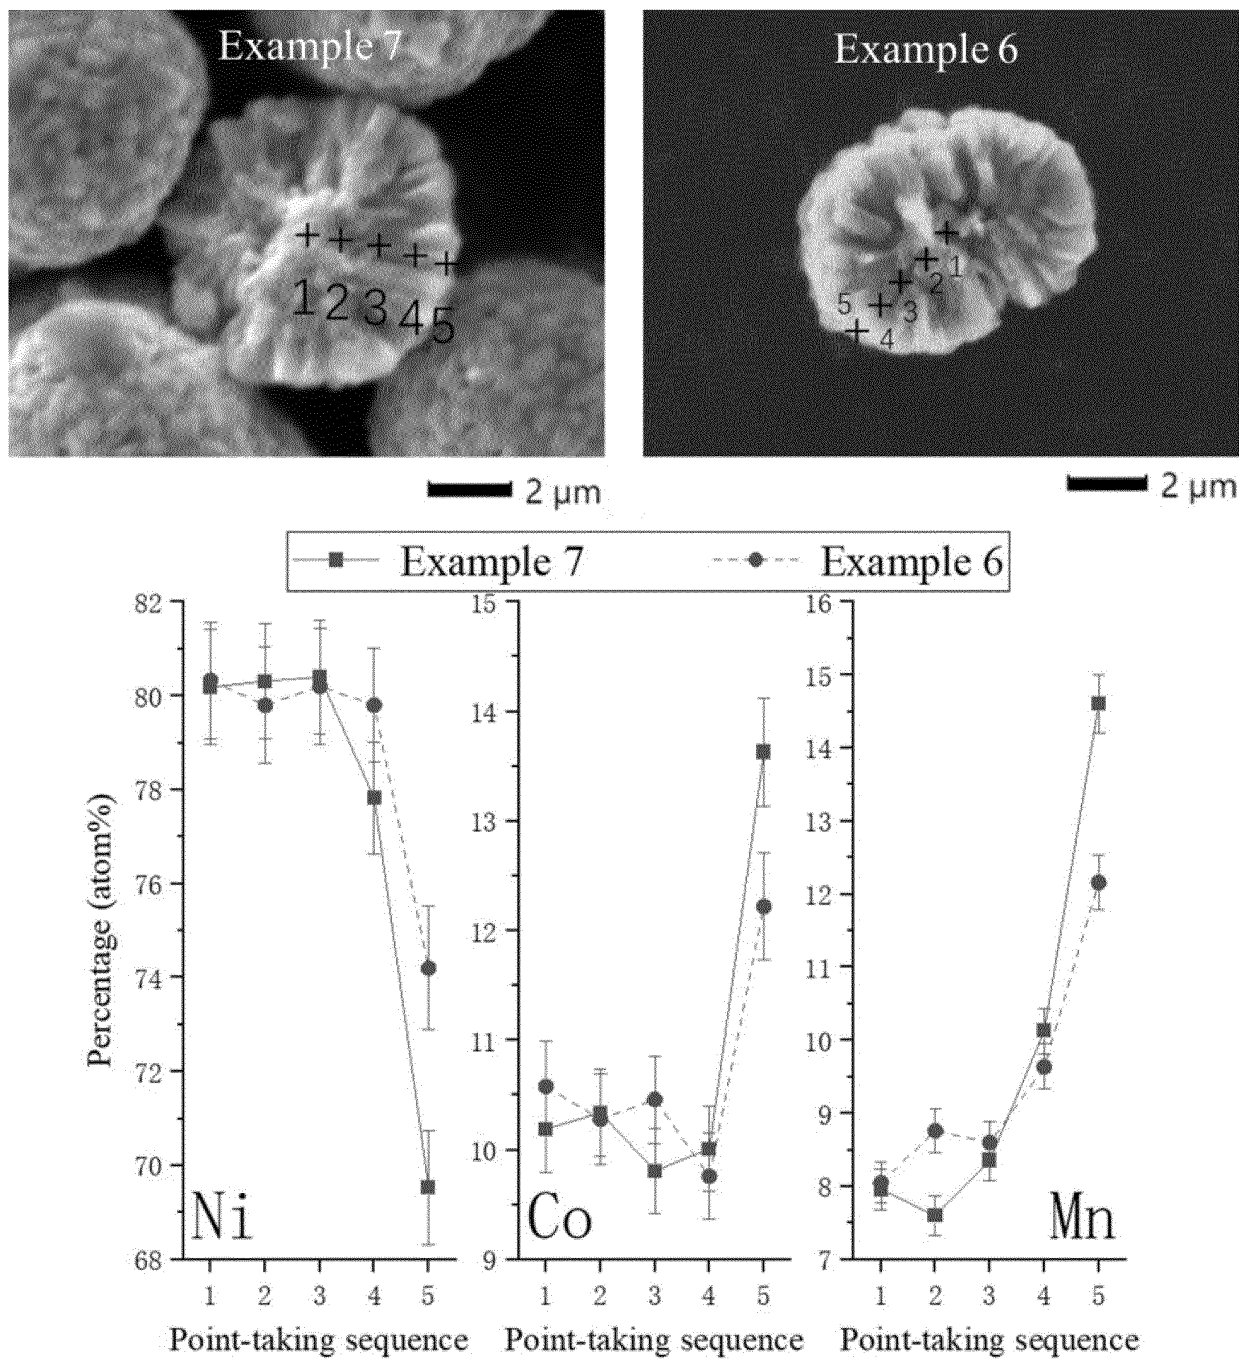 Example 7
1 2 3 4 5
2 μm
Example 6
1
2
3
4
5
2 μm
Example 7 Example 6
Percentage (atom%)
82
80
78
76
74
72
70
68
Ni
1 2 3 4 5
Point-taking sequence
15
14
13
12
11
10
9
Co
1 2 3 4 5
Point-taking sequence
16
15
14
13
12
11
10
9
8
7
Mn
1 2 3 4 5
Point-taking sequence